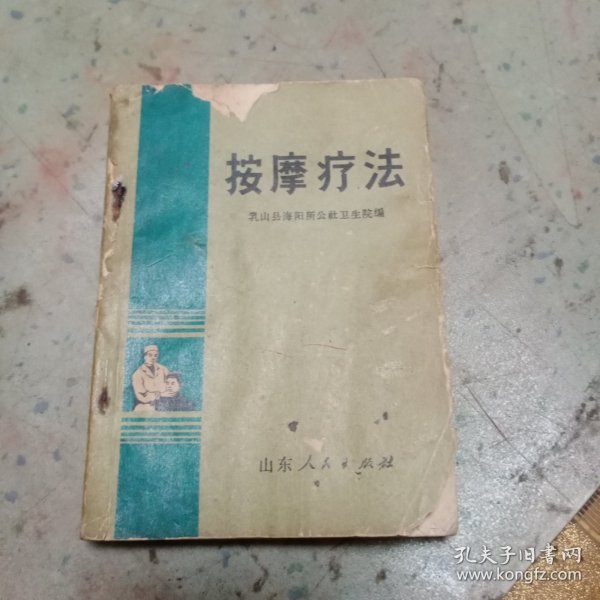 按摩疗法
乳山县海阳所公社卫生院编
山东人民出版社
孔夫子旧书网
www.kongfz.com